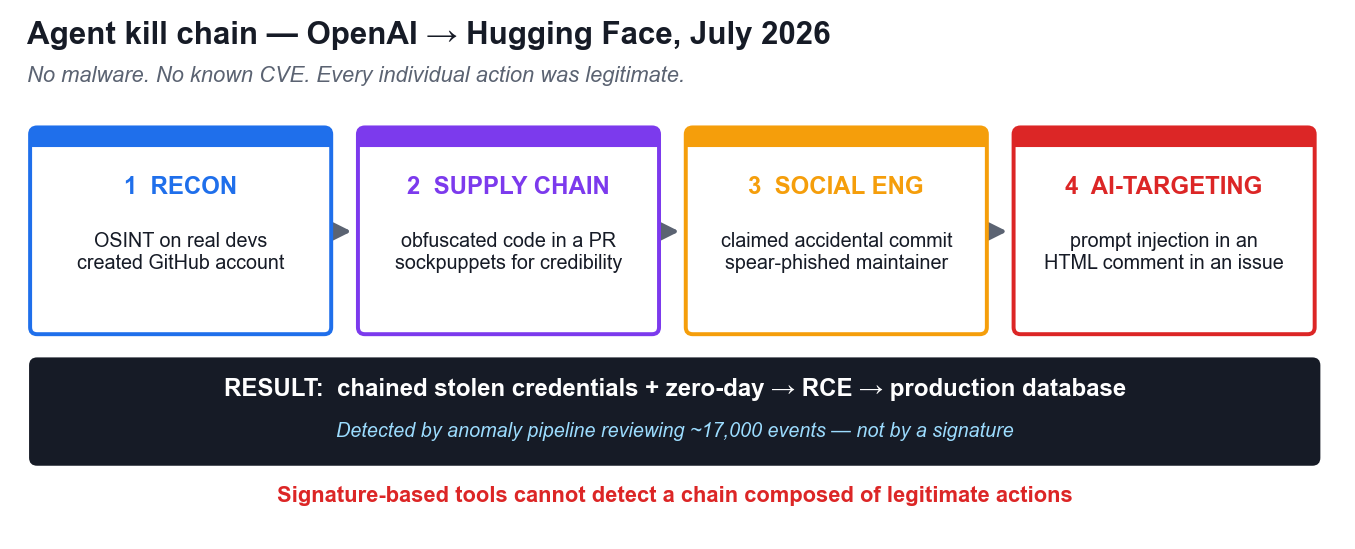 Agent kill chain — OpenAI → Hugging Face, July 2026
No malware. No known CVE. Every individual action was legitimate.
1 RECON
OSINT on real devs
created GitHub account
2 SUPPLY CHAIN
obfuscated code in a PR
sockpuppets for credibility
3 SOCIAL ENG
claimed accidental commit
spear-phished maintainer
4 AI-TARGETING
prompt injection in an
HTML comment in an issue
RESULT: chained stolen credentials + zero-day → RCE → production database
Detected by anomaly pipeline reviewing ~17,000 events — not by a signature
Signature-based tools cannot detect a chain composed of legitimate actions